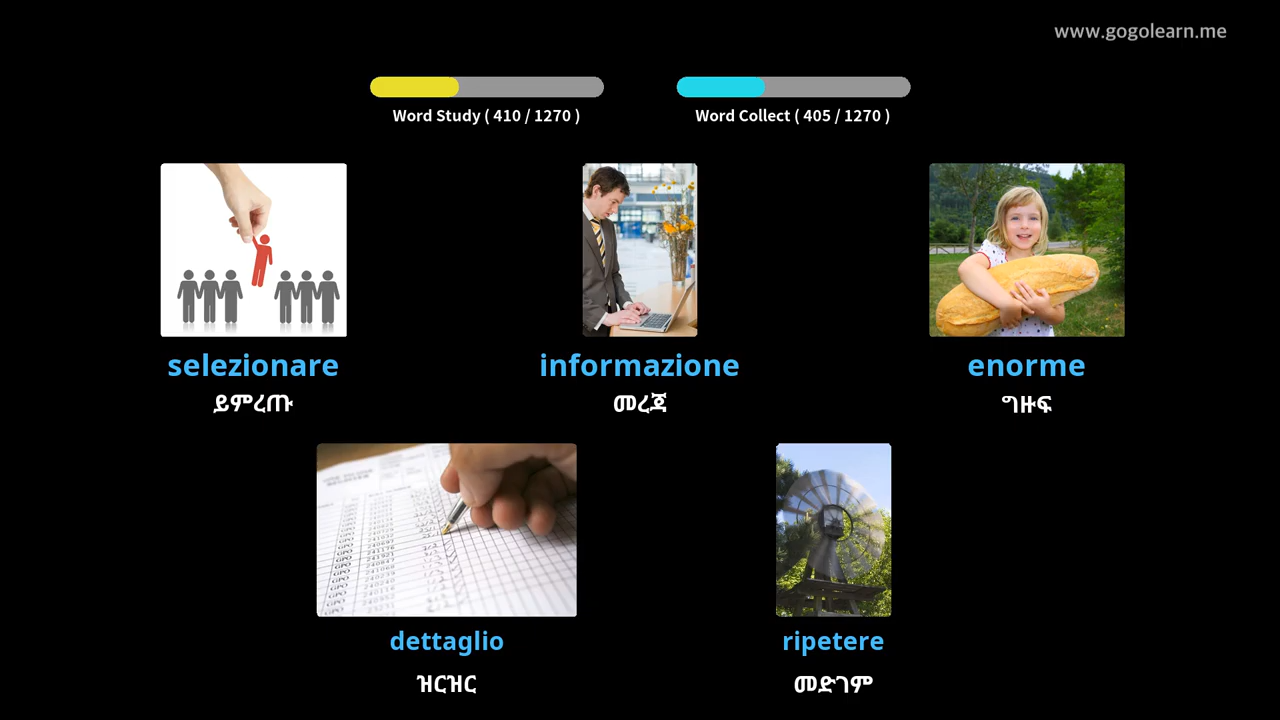 www.gogolearn.me
Word Study ( 410 / 1270 )
Word Collect ( 405 / 1270 )
selezionare
ይምረጡ
informazione
መረጃ
enorme
ግዙፍ
dettaglio
ዝርዝር
ripetere
መድገም